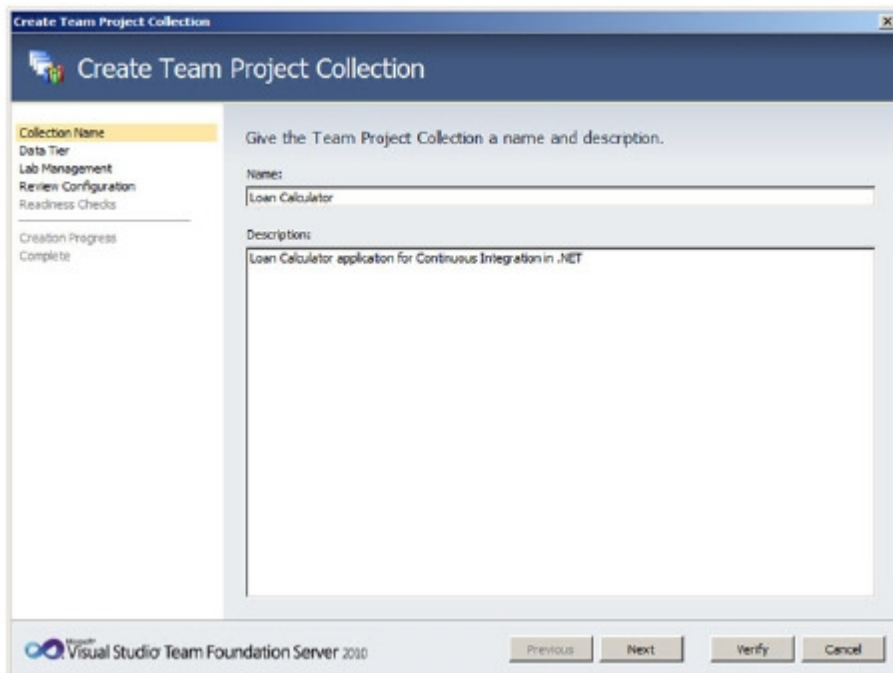 Create Team Project Collection
Create Team Project Collection
Collection Name
Data Tier
Lab Management
Review Configuration
Readiness Checks
Creation Progress
Complete
Give the Team Project Collection a name and description.
Name:
Loan Calculator
Description:
Loan Calculator application for Continuous Integration in .NET
Microsoft
Visual Studio Team Foundation Server 2010
Previous
Next
Verify
Cancel